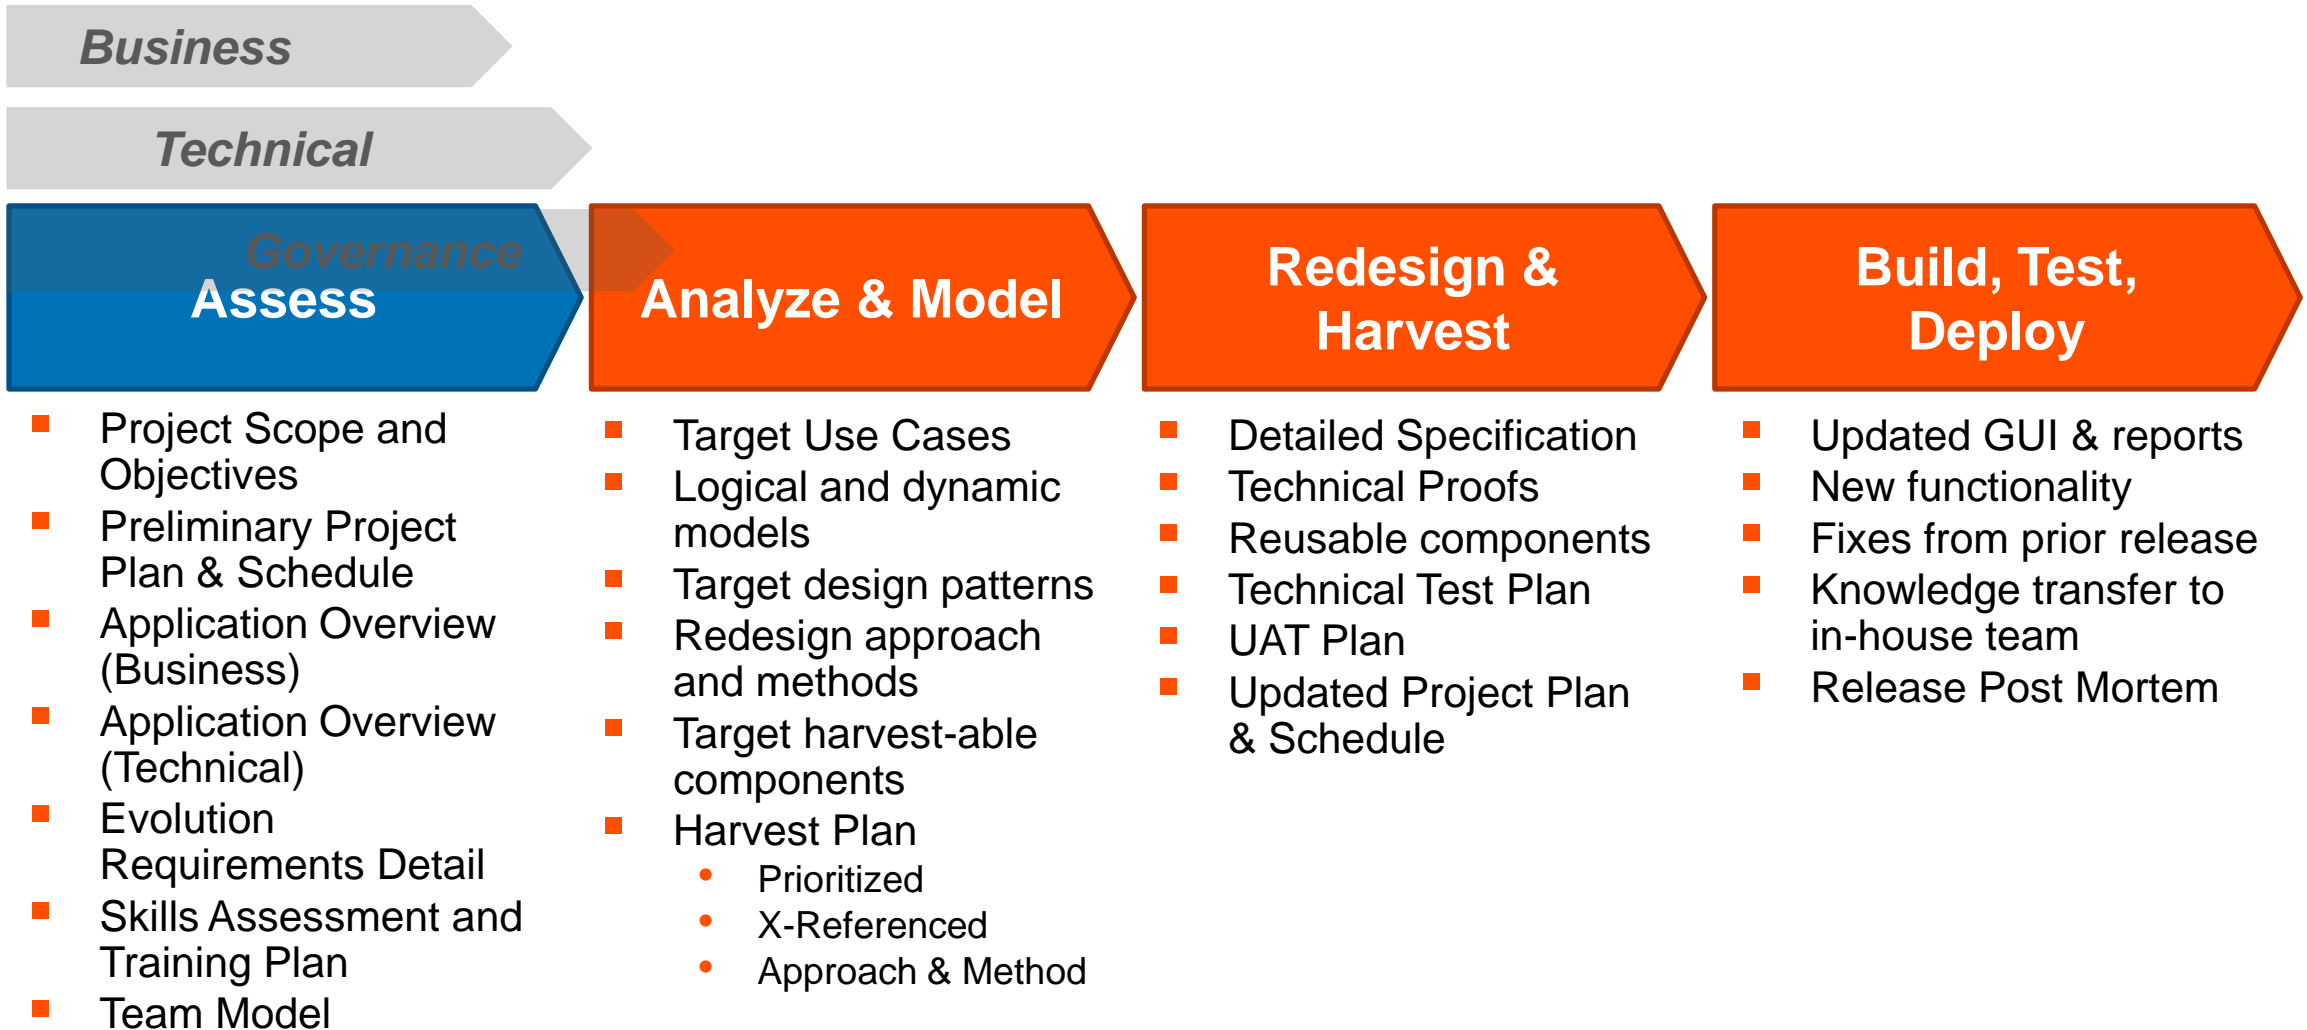 Business
Technical
Governance
Assess
Analyze & Model
Redesign &
Harvest
Build, Test,
Deploy
Project Scope and
Objectives
Preliminary Project
Plan & Schedule
Application Overview
(Business)
Application Overview
(Technical)
Evolution
Requirements Detail
Skills Assessment and
Training Plan
Team Model
Target Use Cases
Logical and dynamic
models
Target design patterns
Redesign approach
and methods
Target harvest-able
components
Harvest Plan
Prioritized
X-Referenced
Approach & Method
Detailed Specification
Technical Proofs
Reusable components
Technical Test Plan
UAT Plan
Updated Project Plan
& Schedule
Updated GUI & reports
New functionality
Fixes from prior release
Knowledge transfer to
in-house team
Release Post Mortem